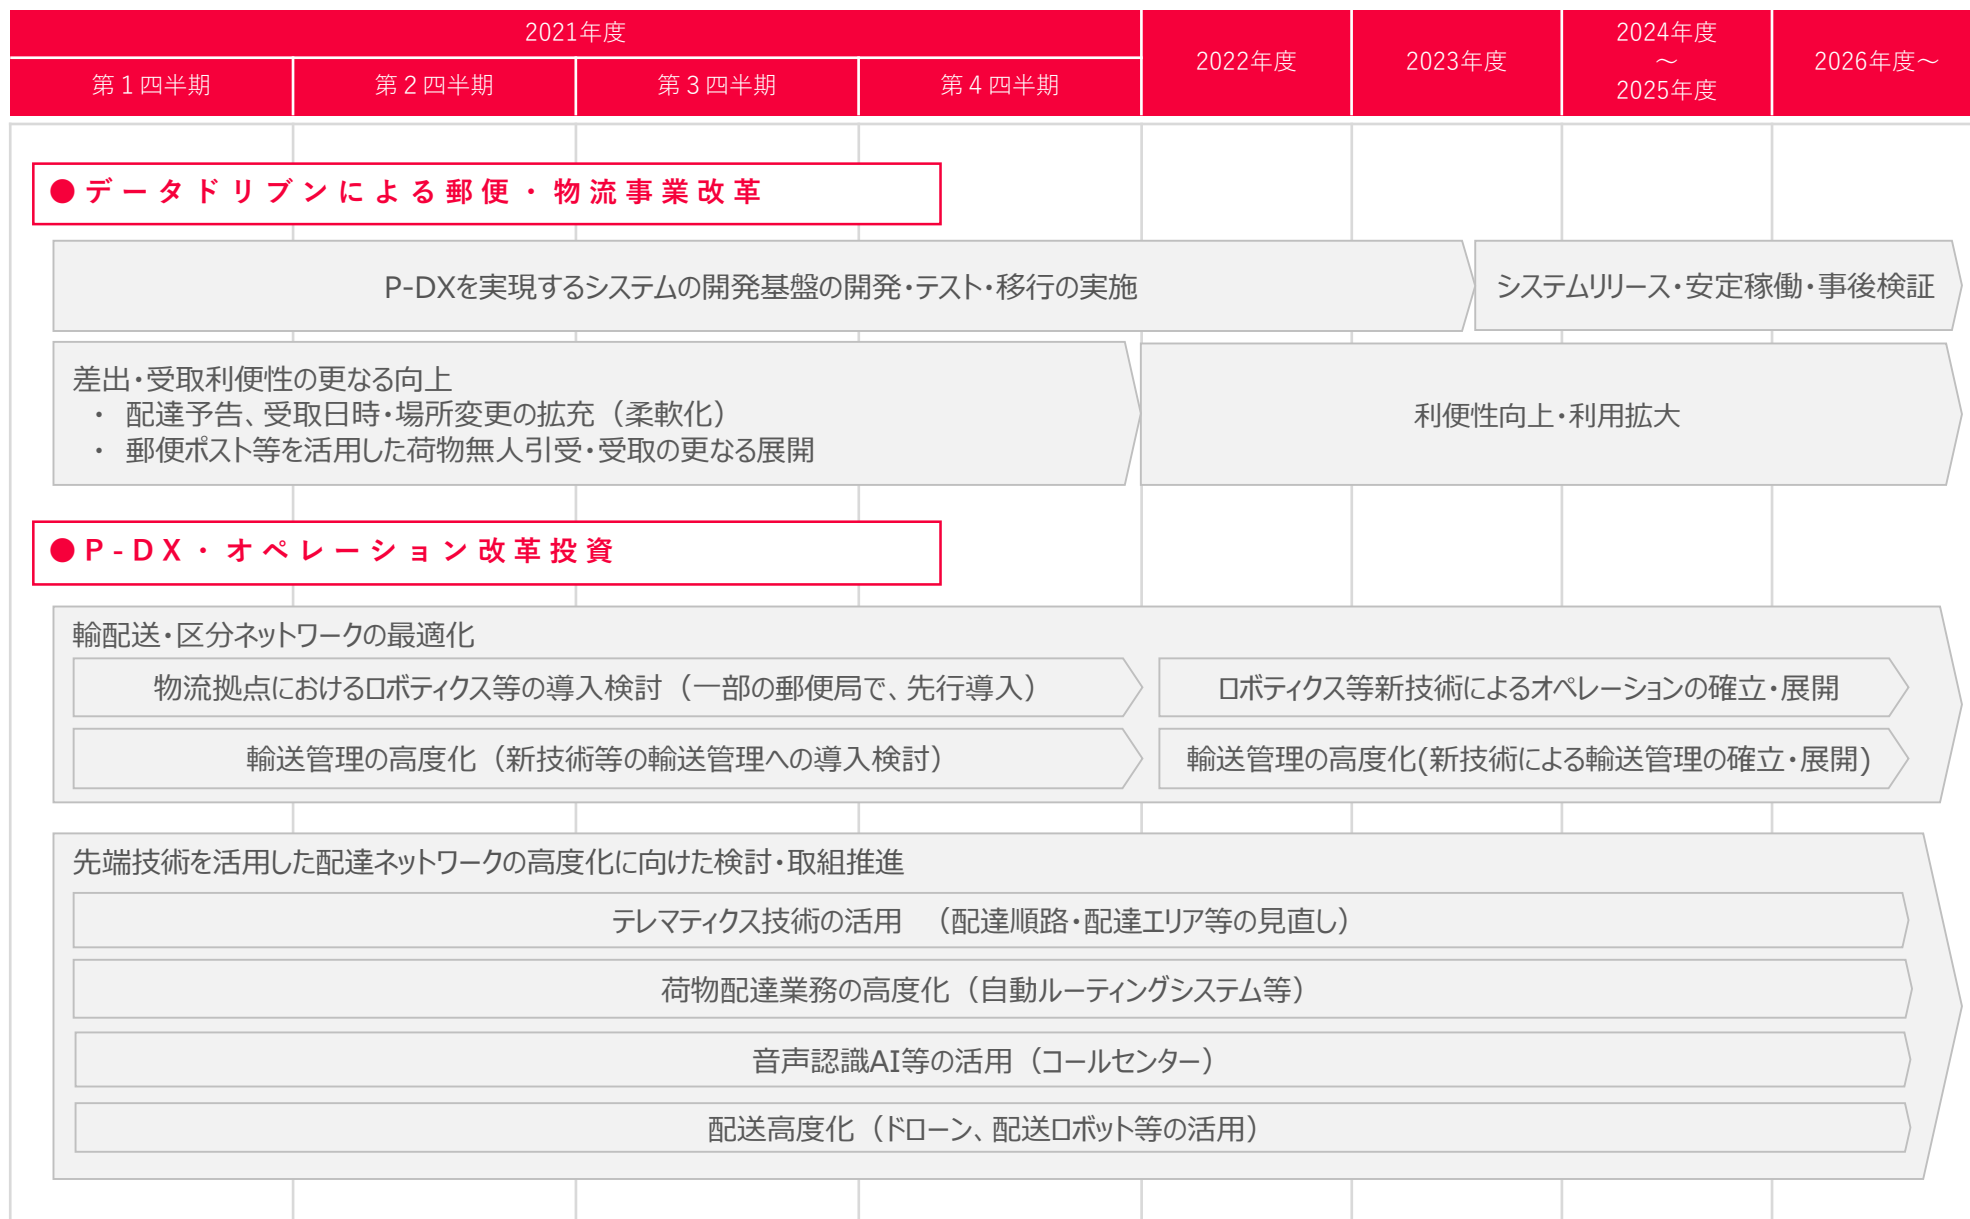 2021年度
第１四半期
第２四半期
第３四半期
第４四半期
2022年度
2023年度
2024年度
～
2025年度
2026年度～
●データドリブンによる郵便・物流事業改革
P-DXを実現するシステムの開発基盤の開発・テスト・移行の実施
システムリリース・安定稼働・事後検証
差出・受取利便性の更なる向上
・ 配達予告、受取日時・場所変更の拡充（柔軟化）
・ 郵便ポスト等を活用した荷物無人引受・受取の更なる展開
利便性向上・利用拡大
●P-DX・オペレーション改革投資
輸配送・区分ネットワークの最適化
物流拠点におけるロボティクス等の導入検討（一部の郵便局で、先行導入）
ロボティクス等新技術によるオペレーションの確立・展開
輸送管理の高度化（新技術等の輸送管理への導入検討）
輸送管理の高度化(新技術による輸送管理の確立・展開)
先端技術を活用した配達ネットワークの高度化に向けた検討・取組推進
テレマティクス技術の活用　（配達順路・配達エリア等の見直し）
荷物配達業務の高度化（自動ルーティングシステム等）
音声認識AI等の活用（コールセンター）
配送高度化（ドローン、配送ロボット等の活用）